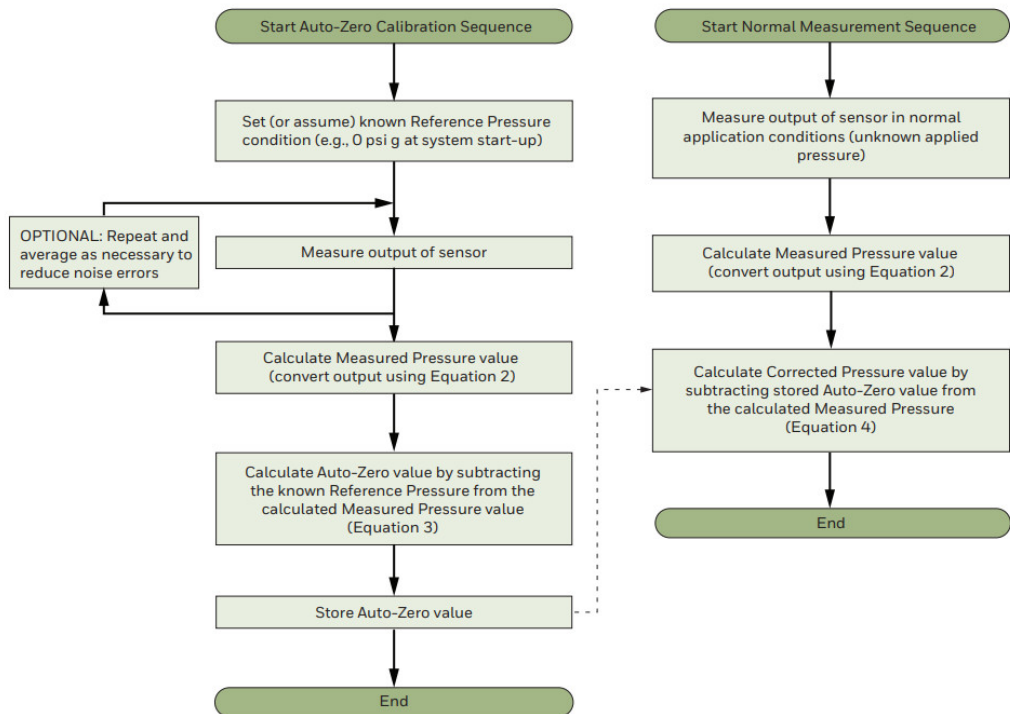 Start Auto-Zero Calibration Sequence
Set (or assume) known Reference Pressure
condition (e.g., 0 psi g at system start-up)
OPTIONAL: Repeat and
average as necessary to
reduce noise errors
Measure output of sensor
Calculate Measured Pressure value
(convert output using Equation 2)
Calculate Auto-Zero value by subtracting
the known Reference Pressure from the
calculated Measured Pressure value
(Equation 3)
Store Auto-Zero value
End
Start Normal Measurement Sequence
Measure output of sensor in normal
application conditions (unknown applied
pressure)
Calculate Measured Pressure value
(convert output using Equation 2)
Calculate Corrected Pressure value by
subtracting stored Auto-Zero value from
the calculated Measured Pressure
(Equation 4)
End